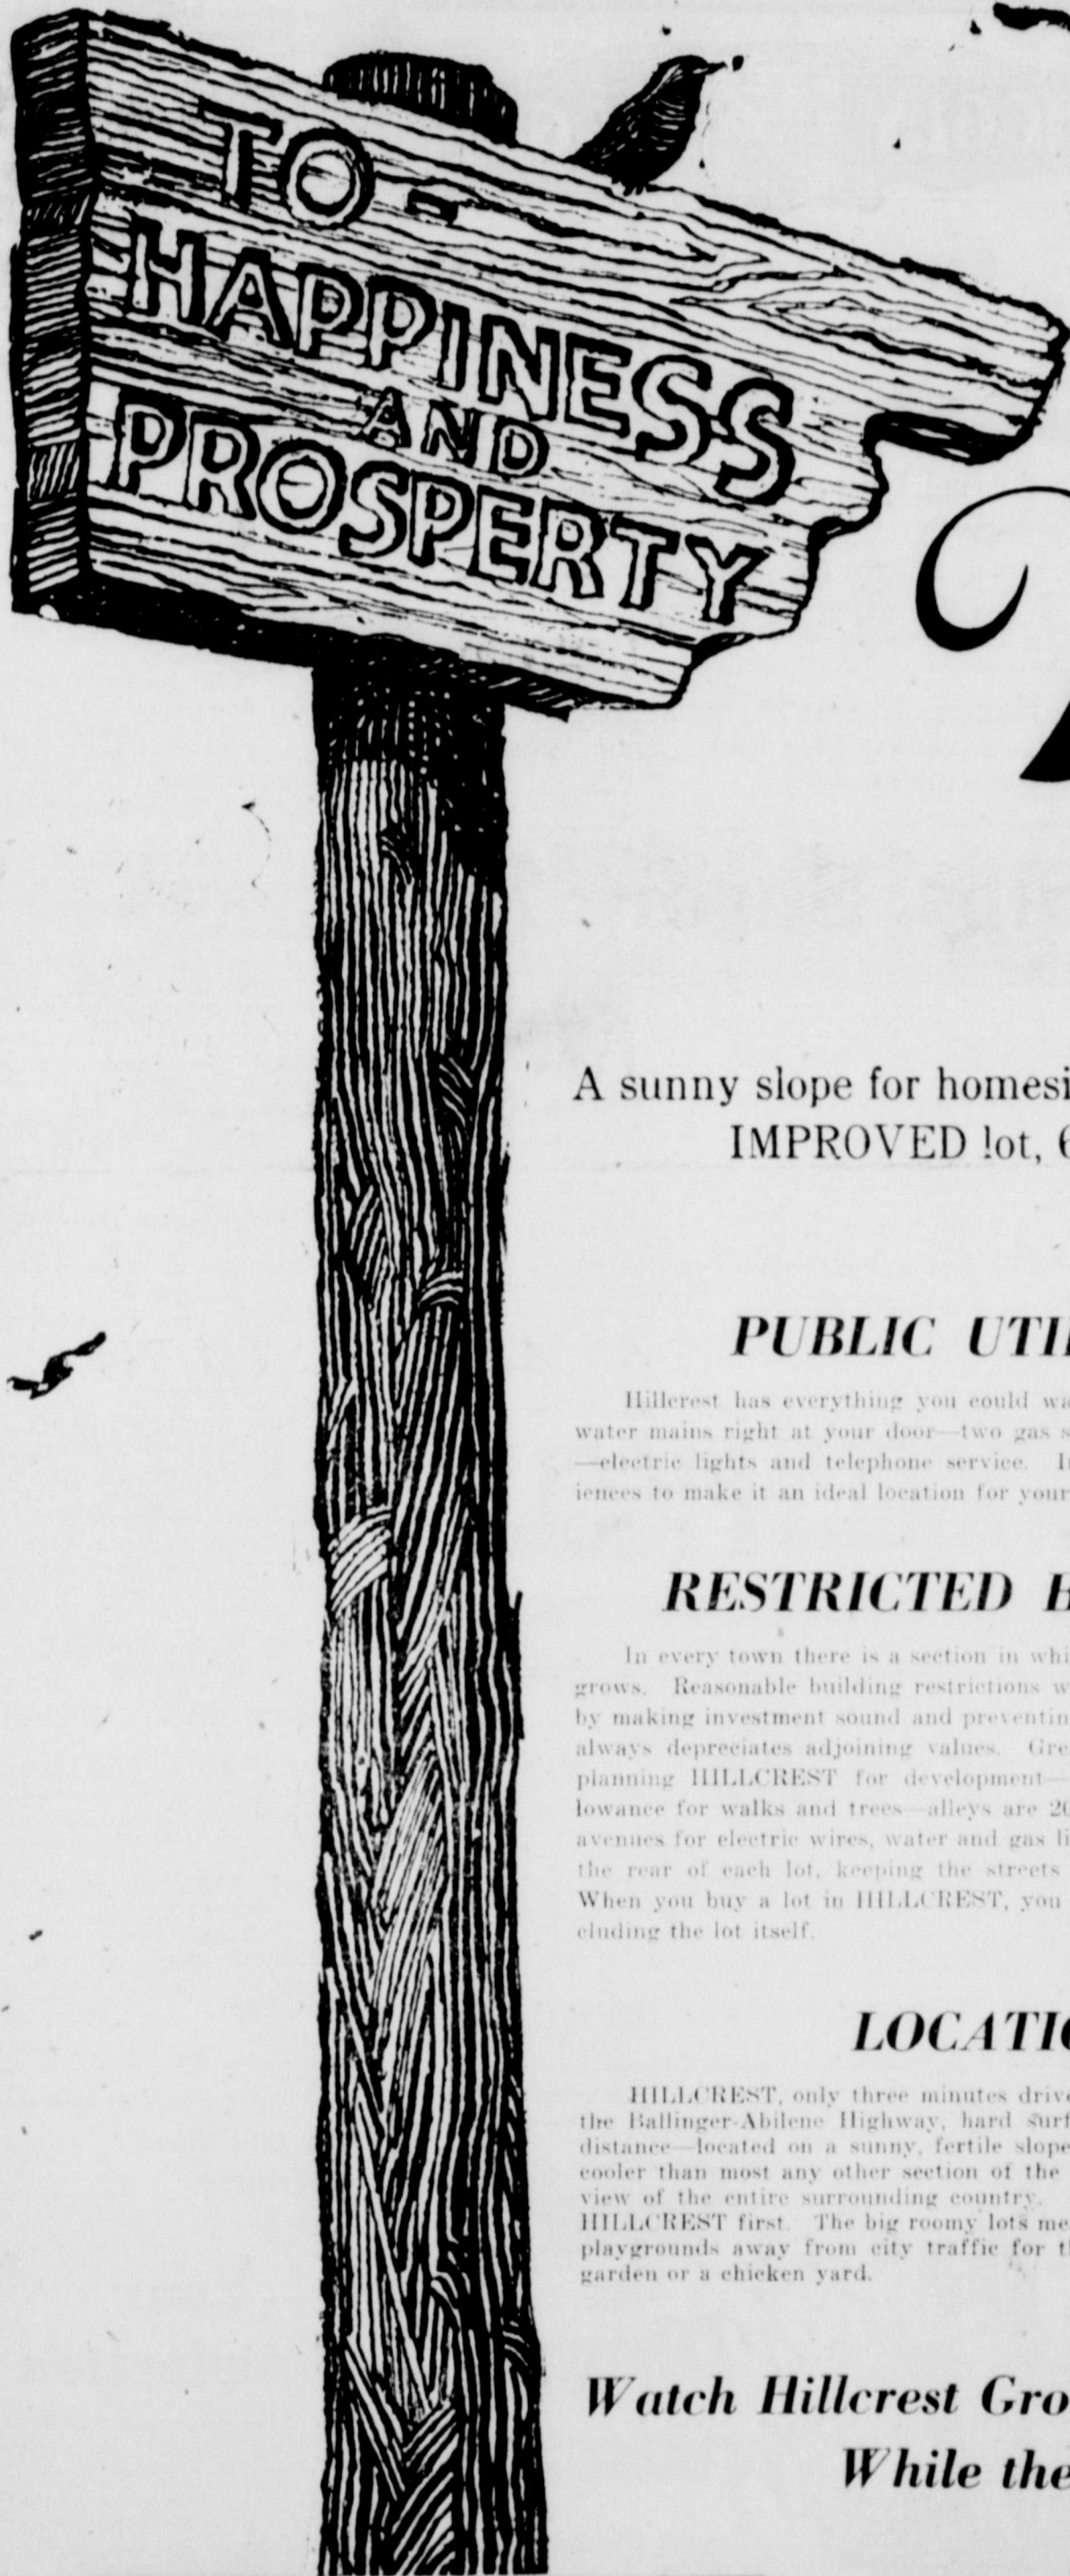 TO-
HAPPINESS
AND
PROSPERTY
A sunny slope for homesi
IMPROVED lot, 6
PUBLIC UTIL
Hillcrest has everything you could wa
water mains right at your door—two gas s
—electric lights and telephone service. I
iences to make it an ideal location for your
RESTRICTED B
In every town there is a section in whi
grows. Reasonable building restrictions w
by making investment sound and preventin
always depreciates adjoining values. Gre
planning HILLCREST for development—
lowance for walks and trees—alleys are 20
avenues for electric wires, water and gas li
the rear of each lot, keeping the streets
When you buy a lot in HILLCREST, you
cluding the lot itself.
LOCATIO
HILLCREST, only three minutes drive
the Ballinger-Abilene Highway, hard surf
distance—located on a sunny, fertile slope
cooler than most any other section of the
view of the entire surrounding country.
HILLCREST first. The big roomy lots me
playgrounds away from city traffic for th
garden or a chicken yard.
Watch Hillcrest Gro
While the